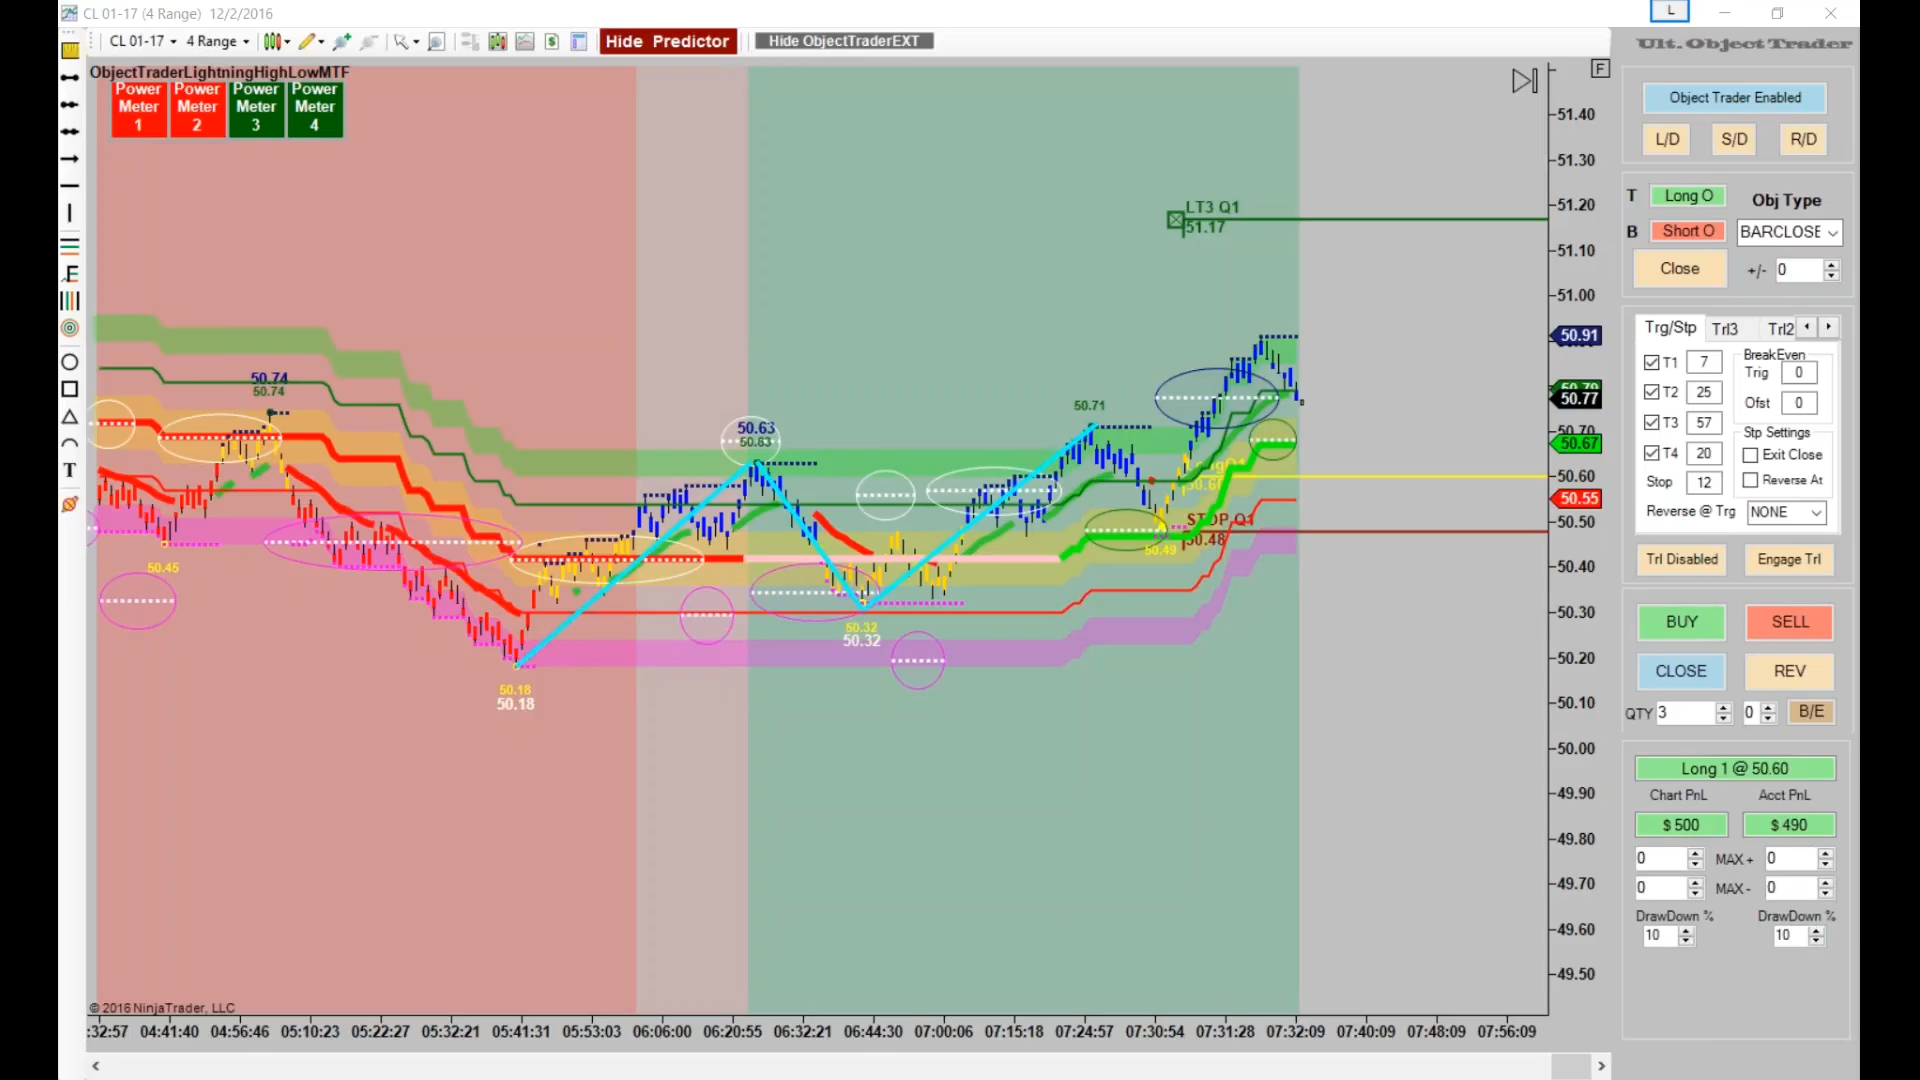 CL 01-17 (4 Range) 12/2/2016
L
CL 01-17 4 Range Hide Predictor Hide ObjectTraderEXT
Ult. Object Trader
ObjectTraderLightningHighLowMTF
F
Power Meter 1
Power Meter 2
Power Meter 3
Power Meter 4
Object Trader Enabled
L/D S/D R/D
T Long O Obj Type
B Short O BARCLOSE
Close +/- 0
Trg/Stp Trl3 Trl2
T1 7
T2 25
T3 57
T4 20
Stop 12
BreakEven
Trig 0
Ofst 0
Stp Settings
Exit Close
Reverse At
Reverse @ Trg NONE
Trl Disabled Engage Trl
BUY SELL
CLOSE REV
QTY 3 0 B/E
Long 1 @ 50.60
Chart PnL Acct PnL
$ 500 $ 490
0 MAX + 0
0 MAX - 0
DrawDown % DrawDown %
10 10
LT3 Q1
51.17
50.74
50.74
50.45
50.18
50.18
50.63
50.63
50.32
50.32
50.71
50.49
STOP Q1
50.48
51.40
51.30
51.20
51.10
51.00
50.91
50.79
50.77
50.70
50.67
50.60
50.55
50.50
50.40
50.30
50.20
50.10
50.00
49.90
49.80
49.70
49.60
49.50
© 2016 NinjaTrader, LLC
:32:57 04:41:40 04:56:46 05:10:23 05:22:27 05:32:21 05:41:31 05:53:03 06:06:00 06:20:55 06:32:21 06:44:30 07:00:06 07:15:18 07:24:57 07:30:54 07:31:28 07:32:09 07:40:09 07:48:09 07:56:09